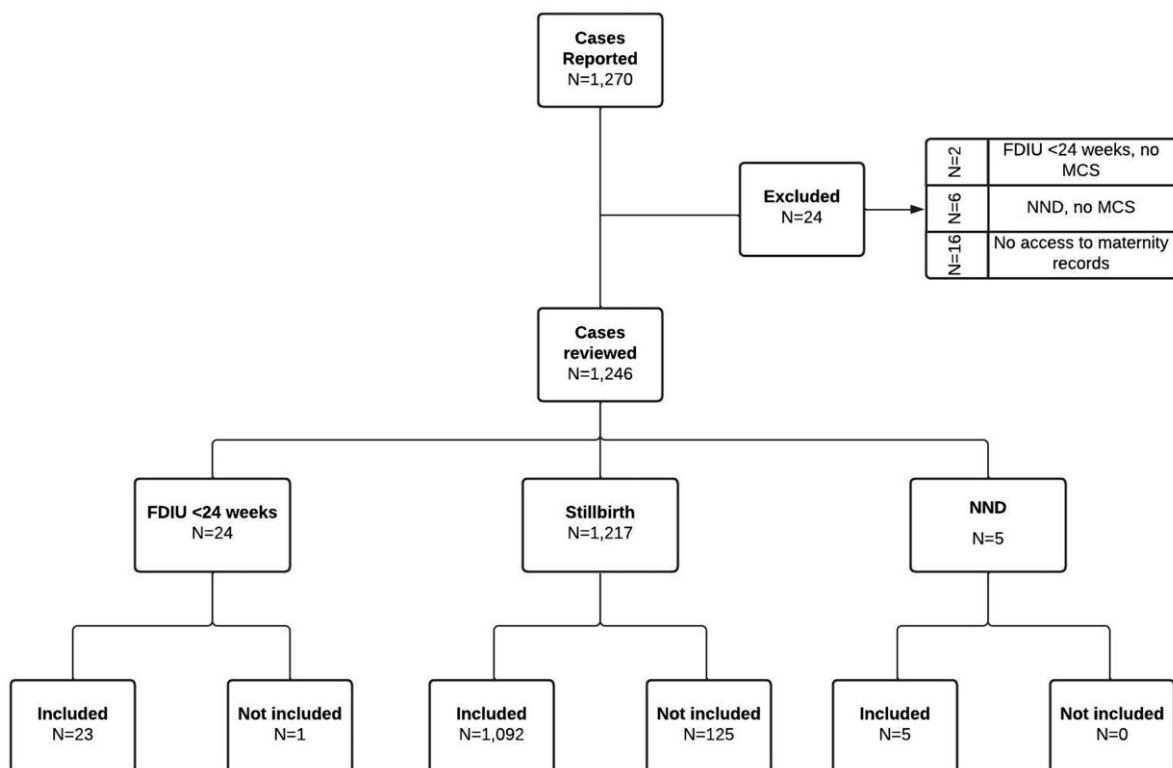 Cases
Reported
N=1,270
Excluded
N=24
N=2
FDIU <24 weeks, no
MCS
N=6
NND, no MCS
N=16
No access to maternity
records
Cases
reviewed
N=1,246
FDIU <24 weeks
N=24
Stillbirth
N=1,217
NND
N=5
Included
N=23
Not included
N=1
Included
N=1,092
Not included
N=125
Included
N=5
Not included
N=0